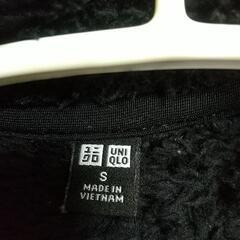 ユニ UNI
クロ QLO
S
MADE IN
VIETNAM